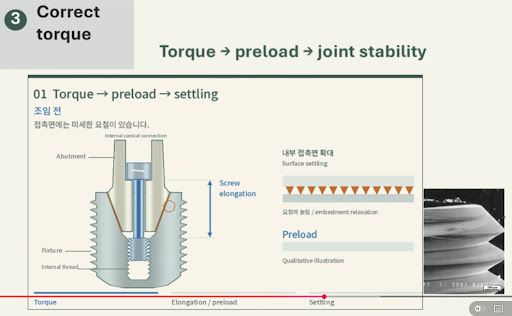 3
Correct
torque
Torque → preload → joint stability
01 Torque → preload → settling
조임 전
접촉면에는 미세한 요철이 있습니다.
Internal conical connection
Abutment
Screw
elongation
Fixture
Internal thread
내부 접촉면 확대
Surface settling
요철의 눌림 / embedment relaxation
Preload
Qualitative illustration
Torque
Elongation / preload
Settling